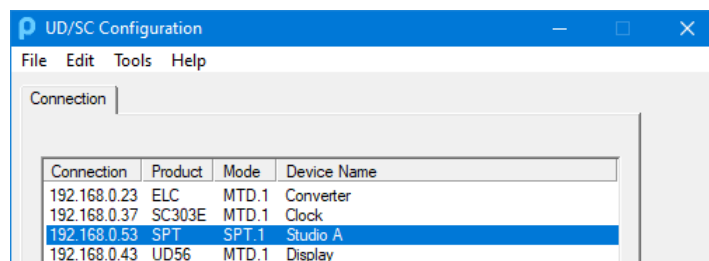 UD/SC Configuration
File Edit Tools Help
Connection
Connection Product Mode Device Name
192.168.0.23 ELC MTD.1 Converter
192.168.0.37 SC303E MTD.1 Clock
192.168.0.53 SPT SPT.1 Studio A
192.168.0.43 UD56 MTD.1 Display